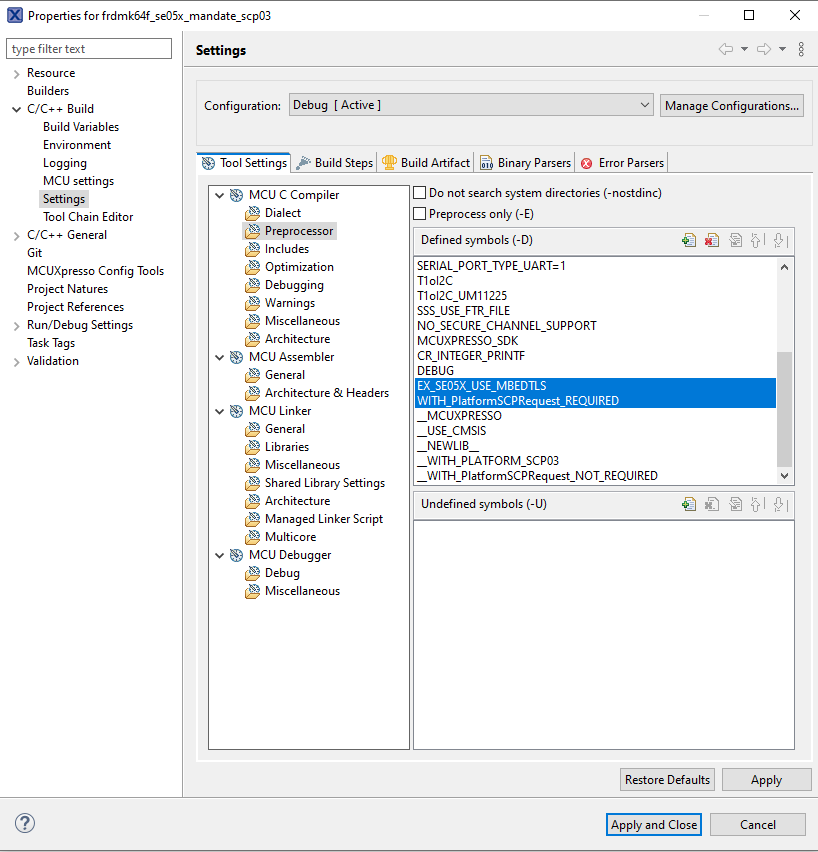 Properties for frdmk64f_se05x_mandate_scp03
type filter text
Resource
Builders
C/C++ Build
Build Variables
Environment
Logging
MCU settings
Settings
Tool Chain Editor
C/C++ General
Git
MCUXpresso Config Tools
Project Natures
Project References
Run/Debug Settings
Task Tags
Validation
Settings
Configuration: Debug [ Active ] Manage Configurations...
Tool Settings Build Steps Build Artifact Binary Parsers Error Parsers
MCU C Compiler
Dialect
Preprocessor
Includes
Optimization
Debugging
Warnings
Miscellaneous
Architecture
MCU Assembler
General
Architecture & Headers
MCU Linker
General
Libraries
Miscellaneous
Shared Library Settings
Architecture
Managed Linker Script
Multicore
MCU Debugger
Debug
Miscellaneous
Do not search system directories (-nostdinc)
Preprocess only (-E)
Defined symbols (-D)
SERIAL_PORT_TYPE_UART=1
T1oI2C
T1oI2C_UM11225
SSS_USE_FTR_FILE
NO_SECURE_CHANNEL_SUPPORT
MCUXPRESSO_SDK
CR_INTEGER_PRINTF
DEBUG
EX_SE05X_USE_MBEDTLS
WITH_PlatformSCPRequest_REQUIRED
__MCUXPRESSO
__USE_CMSIS
__NEWLIB__
__WITH_PLATFORM_SCP03
__WITH_PlatformSCPRequest_NOT_REQUIRED
Undefined symbols (-U)
Restore Defaults Apply
? Apply and Close Cancel